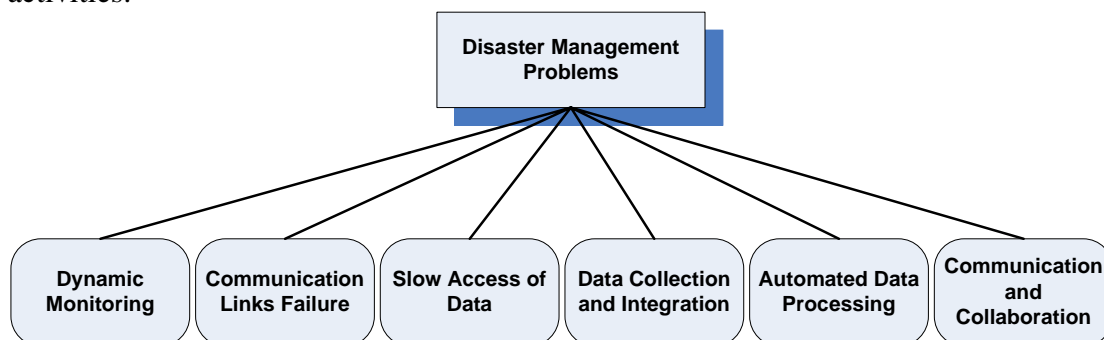 activities.
Disaster Management
Problems
Dynamic
Monitoring
Communication
Links Failure
Slow Access of
Data
Data Collection
and Integration
Automated Data
Processing
Communication
and
Collaboration